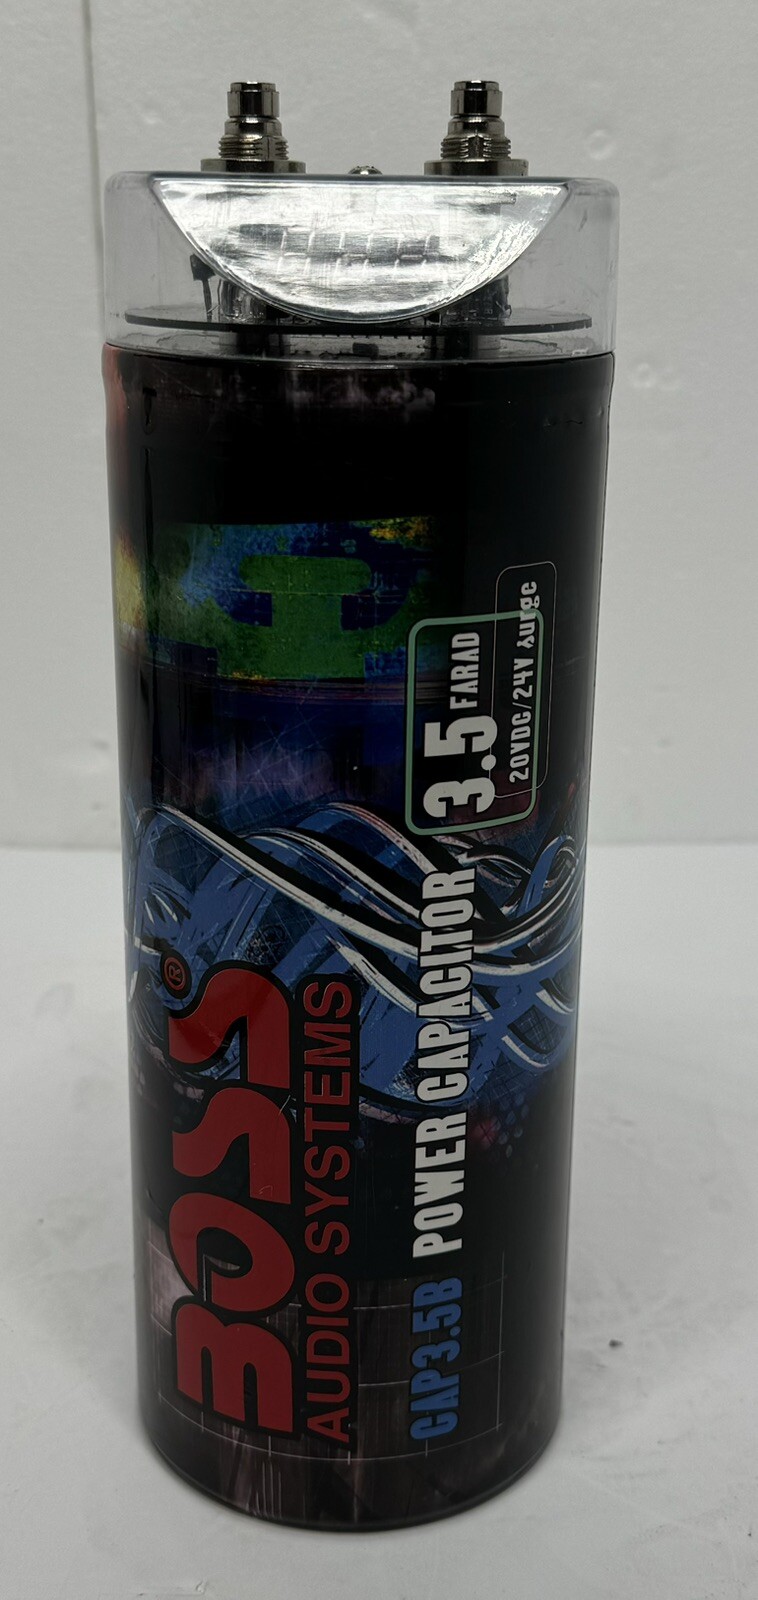 BOSS®
AUDIO SYSTEMS
CAP3.5B POWER CAPACITOR 3.5 FARAD
20VDC/24V Surge